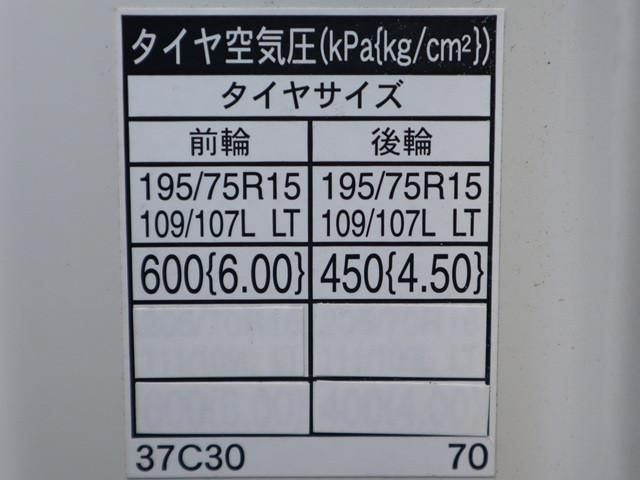 タイヤ空気圧(kPa{kg/cm²})
タイヤサイズ
前輪 後輪
195/75R15 195/75R15
109/107L LT 109/107L LT
600{6.00} 450{4.50}
37C30 70